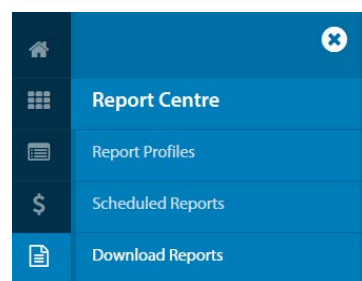 Report Centre
Report Profiles
$
Scheduled Reports
Download Reports